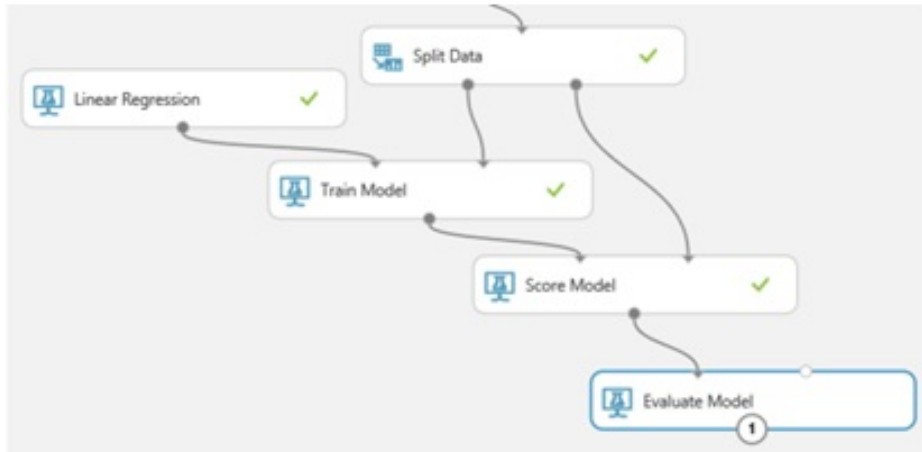 Split Data
Linear Regression
Train Model
Score Model
Evaluate Model
1